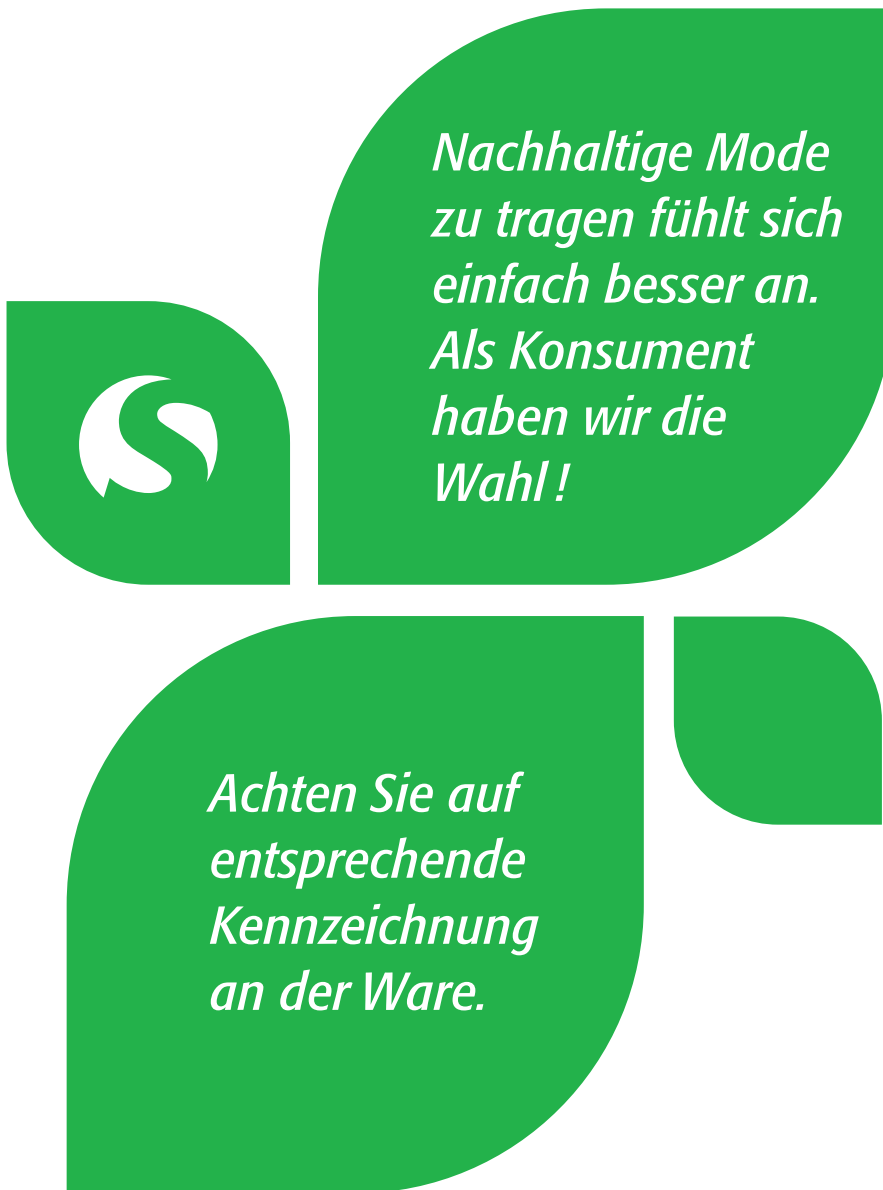 Nachhaltige Mode
zu tragen fühlt sich
einfach besser an.
Als Konsument
haben wir die
Wahl !
S
Achten Sie auf
entsprechende
Kennzeichnung
an der Ware.